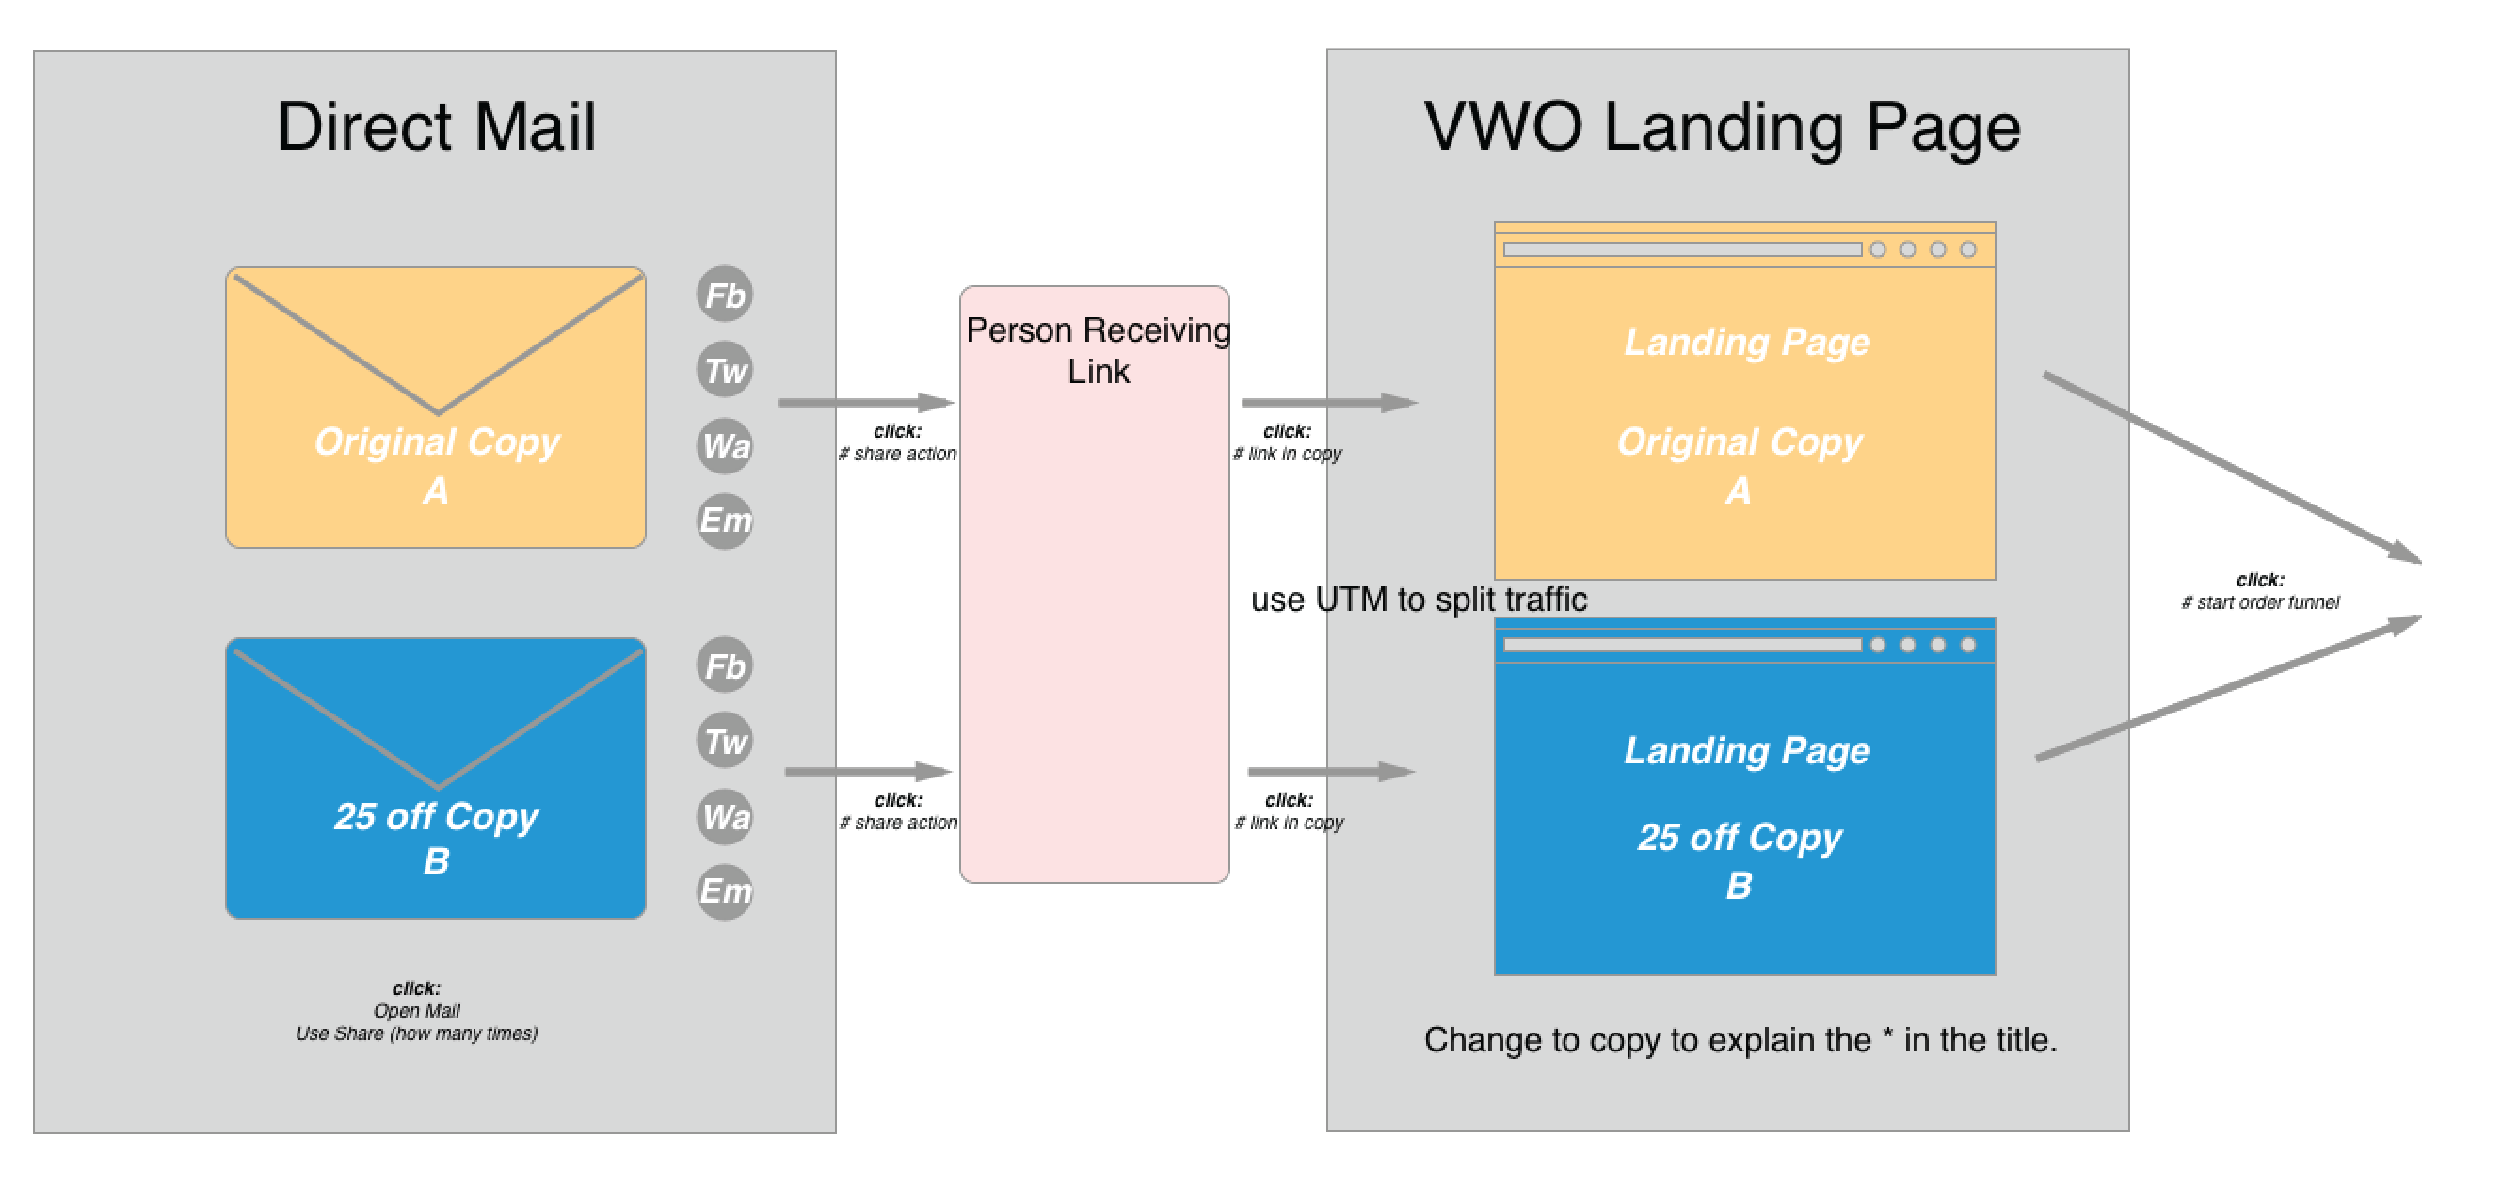 Direct Mail
Original Copy
A
Fb
Tw
Wa
Em
25 off Copy
B
Fb
Tw
Wa
Em
click:
Open Mail
Use Share (how many times)
click:
# share action
click:
# share action
Person Receiving
Link
click:
# link in copy
click:
# link in copy
use UTM to split traffic
VWO Landing Page
Landing Page
Original Copy
A
Landing Page
25 off Copy
B
Change to copy to explain the * in the title.
click:
# start order funnel